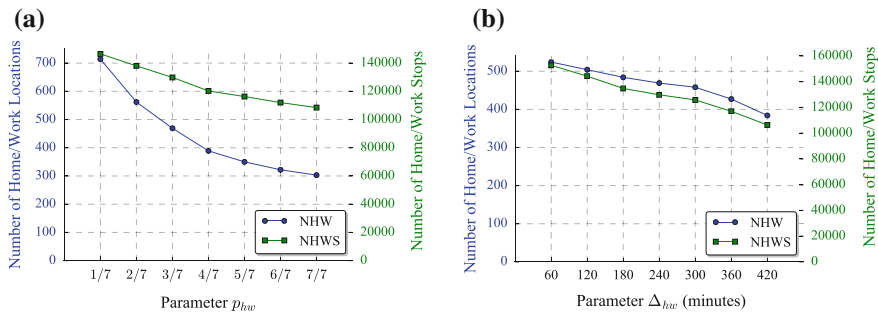 (a)
Number of Home/Work Locations
700
600
500
400
300
200
100
0
140000
120000
100000
80000
60000
40000
20000
0
Number of Home/Work Stops
NHW
NHWS
1/7 2/7 3/7 4/7 5/7 6/7 7/7
Parameter p_hw
(b)
Number of Home/Work Locations
500
400
300
200
100
0
160000
140000
120000
100000
80000
60000
40000
20000
0
Number of Home/Work Stops
NHW
NHWS
60 120 180 240 300 360 420
Parameter Δ_hw (minutes)